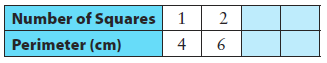 Number of Squares 1 2
Perimeter (cm) 4 6